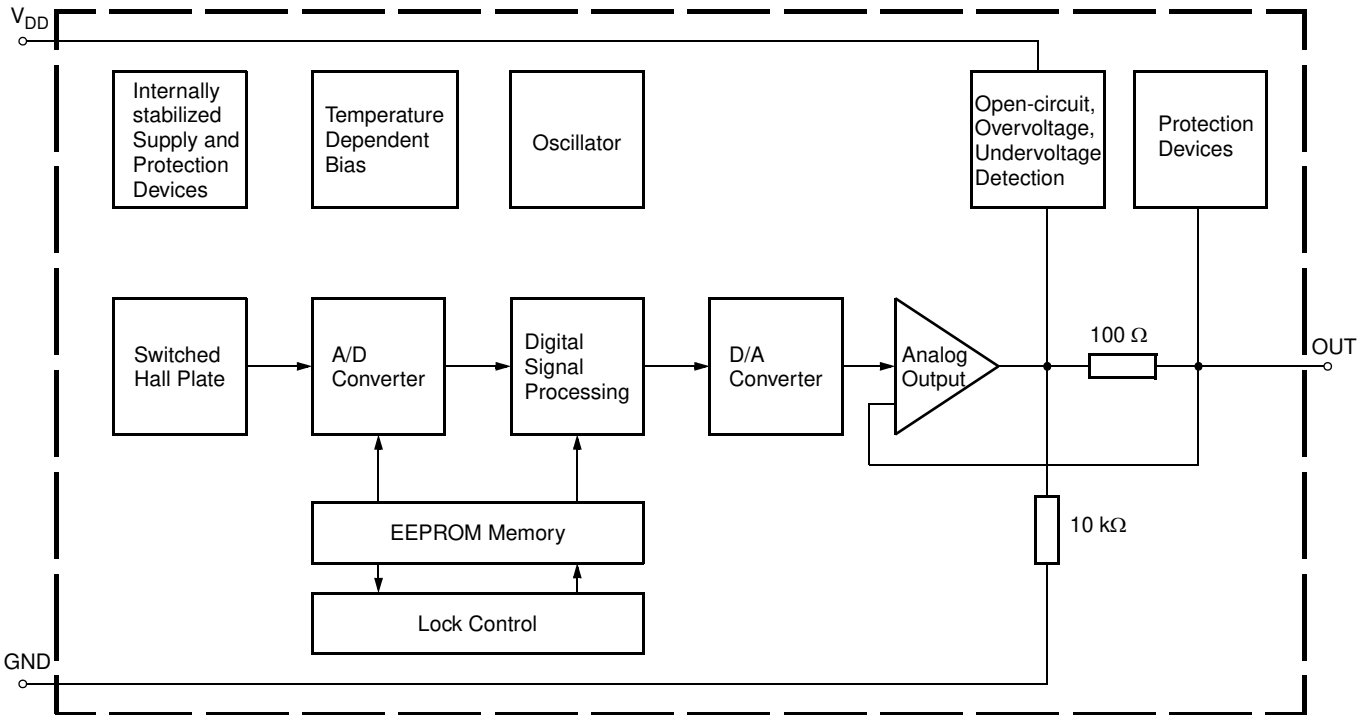 V_DD
Internally
stabilized
Supply and
Protection
Devices
Temperature
Dependent
Bias
Oscillator
Open-circuit,
Overvoltage,
Undervoltage
Detection
Protection
Devices
Switched
Hall Plate
A/D
Converter
Digital
Signal
Processing
D/A
Converter
Analog
Output
100 Ω
OUT
EEPROM Memory
10 kΩ
Lock Control
GND